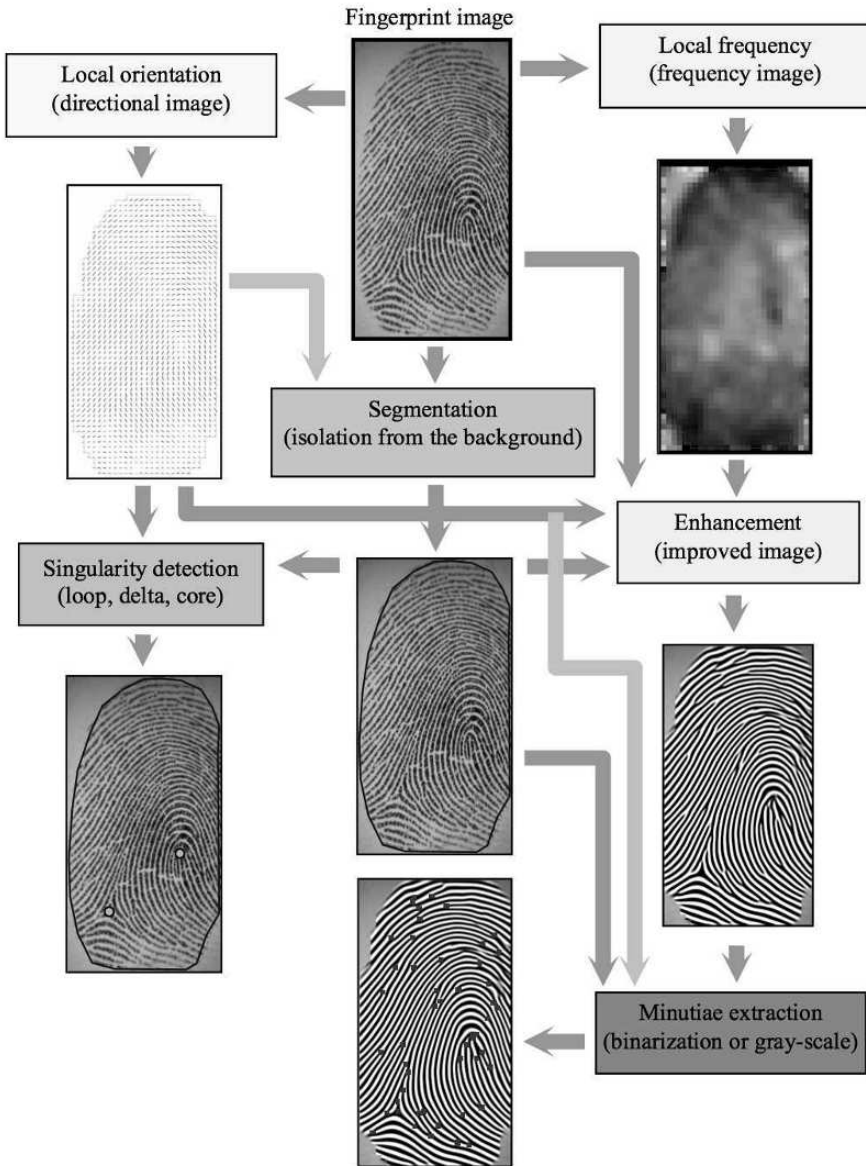 Fingerprint image
Local orientation
(directional image)
Local frequency
(frequency image)
Segmentation
(isolation from the background)
Singularity detection
(loop, delta, core)
Enhancement
(improved image)
Minutiae extraction
(binarization or gray-scale)